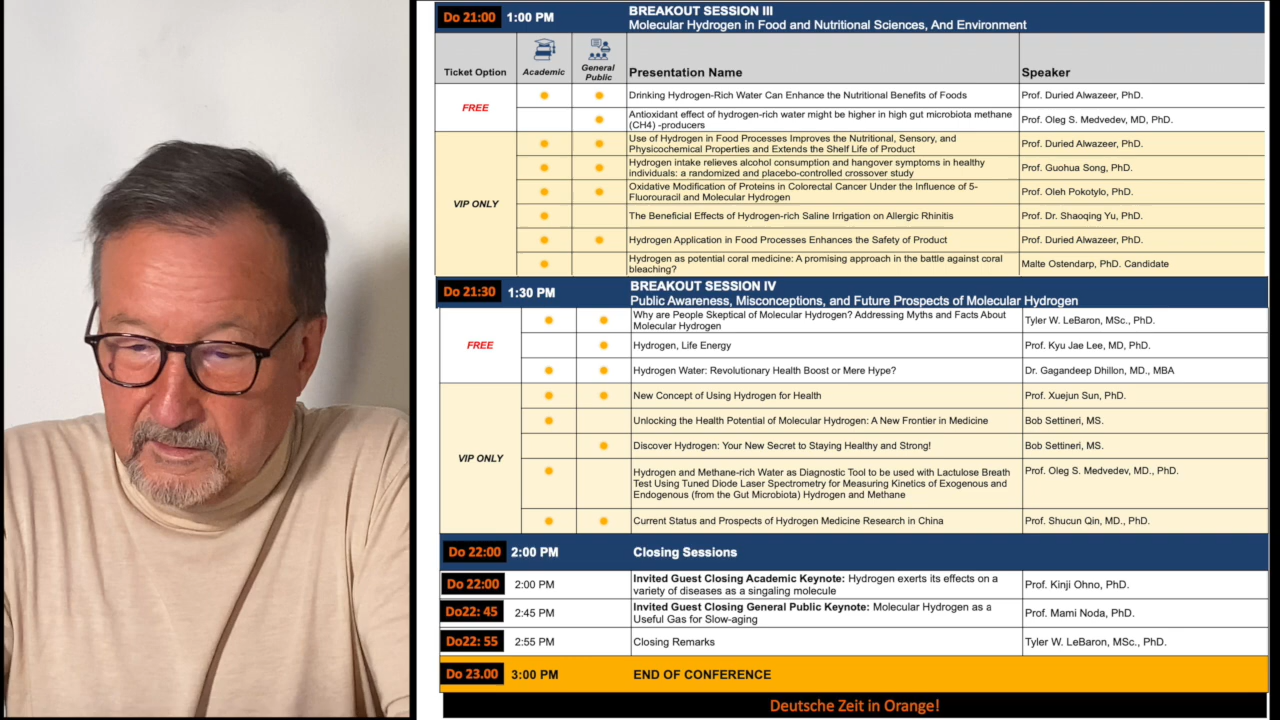 Do 21:00 1:00 PM BREAKOUT SESSION III
Molecular Hydrogen in Food and Nutritional Sciences, And Environment
Ticket Option Academic General Public Presentation Name Speaker
FREE
Drinking Hydrogen-Rich Water Can Enhance the Nutritional Benefits of Foods Prof. Duried Alwazeer, PhD.
Antioxidant effect of hydrogen-rich water might be higher in high gut microbiota methane
(CH4) -producers Prof. Oleg S. Medvedev, MD, PhD.
VIP ONLY
Use of Hydrogen in Food Processes Improves the Nutritional, Sensory, and
Physicochemical Properties and Extends the Shelf Life of Product Prof. Duried Alwazeer, PhD.
Hydrogen intake relieves alcohol consumption and hangover symptoms in healthy
individuals: a randomized and placebo-controlled crossover study Prof. Guohua Song, PhD.
Oxidative Modification of Proteins in Colorectal Cancer Under the Influence of 5-
Fluorouracil and Molecular Hydrogen Prof. Oleh Pokotylo, PhD.
The Beneficial Effects of Hydrogen-rich Saline Irrigation on Allergic Rhinitis Prof. Dr. Shaoqing Yu, PhD.
Hydrogen Application in Food Processes Enhances the Safety of Product Prof. Duried Alwazeer, PhD.
Hydrogen as potential coral medicine: A promising approach in the battle against coral
bleaching? Malte Ostendarp, PhD. Candidate
Do 21:30 1:30 PM BREAKOUT SESSION IV
Public Awareness, Misconceptions, and Future Prospects of Molecular Hydrogen
FREE
Why are People Skeptical of Molecular Hydrogen? Addressing Myths and Facts About
Molecular Hydrogen Tyler W. LeBaron, MSc., PhD.
Hydrogen, Life Energy Prof. Kyu Jae Lee, MD, PhD.
Hydrogen Water: Revolutionary Health Boost or Mere Hype? Dr. Gagandeep Dhillon, MD., MBA
VIP ONLY
New Concept of Using Hydrogen for Health Prof. Xuejun Sun, PhD.
Unlocking the Health Potential of Molecular Hydrogen: A New Frontier in Medicine Bob Settineri, MS.
Discover Hydrogen: Your New Secret to Staying Healthy and Strong! Bob Settineri, MS.
Hydrogen and Methane-rich Water as Diagnostic Tool to be used with Lactulose Breath Prof. Oleg S. Medvedev, MD., PhD.
Test Using Tuned Diode Laser Spectrometry for Measuring Kinetics of Exogenous and
Endogenous (from the Gut Microbiota) Hydrogen and Methane
Current Status and Prospects of Hydrogen Medicine Research in China Prof. Shucun Qin, MD., PhD.
Do 22:00 2:00 PM Closing Sessions
Do 22:00 2:00 PM Invited Guest Closing Academic Keynote: Hydrogen exerts its effects on a
variety of diseases as a singaling molecule Prof. Kinji Ohno, PhD.
Do22: 45 2:45 PM Invited Guest Closing General Public Keynote: Molecular Hydrogen as a
Useful Gas for Slow-aging Prof. Mami Noda, PhD.
Do22: 55 2:55 PM Closing Remarks Tyler W. LeBaron, MSc., PhD.
Do 23.00 3:00 PM END OF CONFERENCE
Deutsche Zeit in Orange!